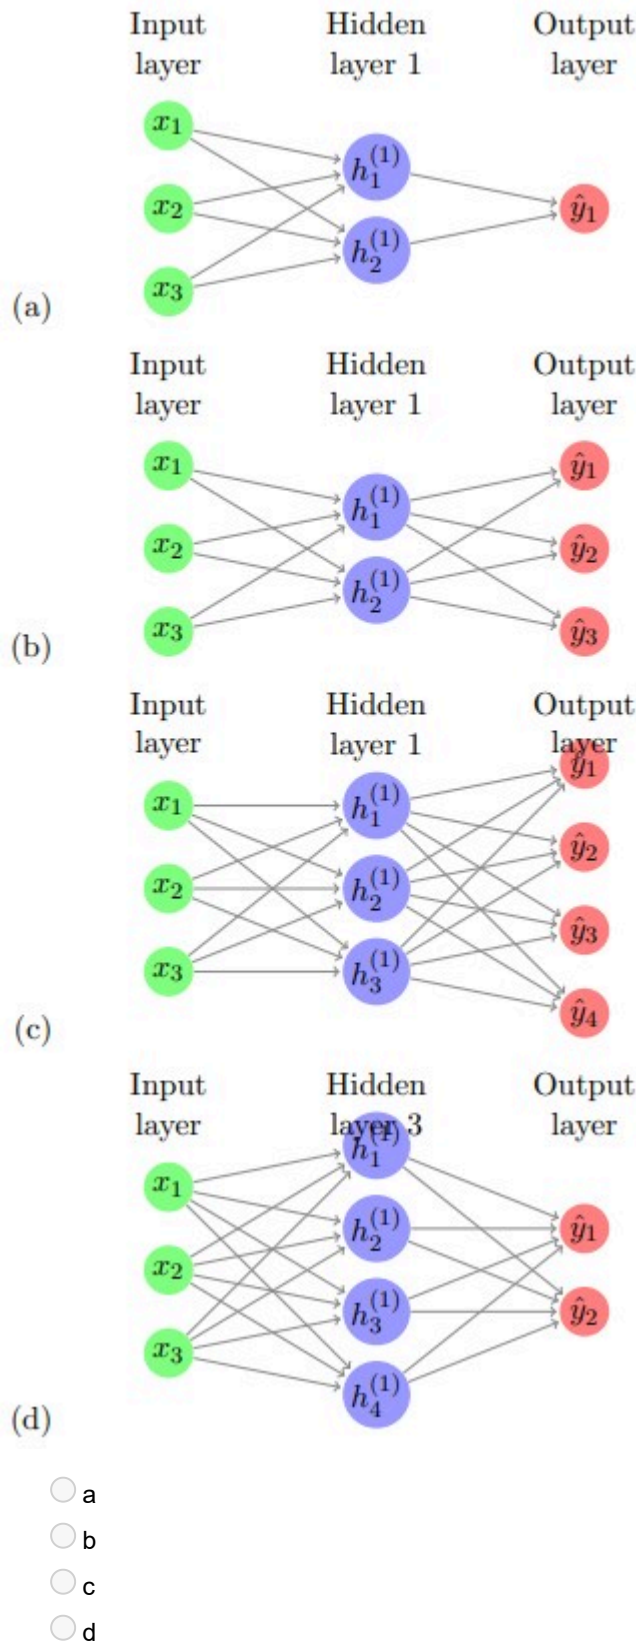 Input Hidden Output
layer layer 1 layer
x₁
h₁⁽¹⁾
x₂ ŷ₁
h₂⁽¹⁾
x₃
(a)
Input Hidden Output
layer layer 1 layer
x₁ ŷ₁
h₁⁽¹⁾
x₂ ŷ₂
h₂⁽¹⁾
x₃ ŷ₃
(b)
Input Hidden Output
layer layer 1 layer
ŷ₁
x₁ h₁⁽¹⁾
ŷ₂
x₂ h₂⁽¹⁾
ŷ₃
x₃ h₃⁽¹⁾
ŷ₄
(c)
Input Hidden Output
layer layer 3 layer
h₁⁽¹⁾
x₁
h₂⁽¹⁾ ŷ₁
x₂
h₃⁽¹⁾ ŷ₂
x₃
h₄⁽¹⁾
(d)
a
b
c
d